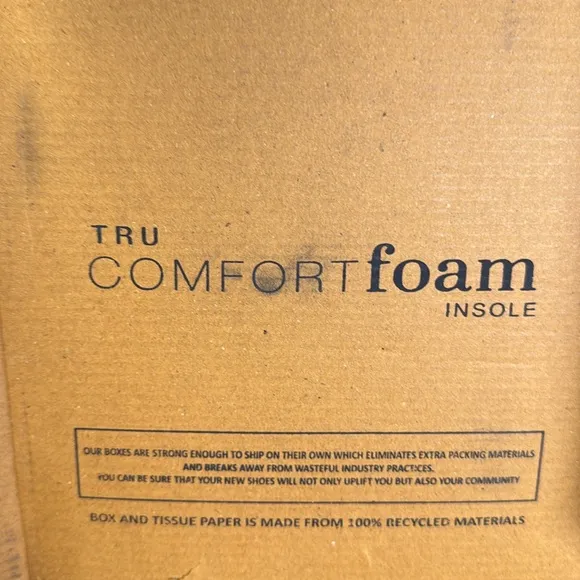 TRU
COMFORTfoam
INSOLE
OUR BOXES ARE STRONG ENOUGH TO SHIP ON THEIR OWN WHICH ELIMINATES EXTRA PACKING MATERIALS
AND BREAKS AWAY FROM WASTEFUL INDUSTRY PRACTICES.
YOU CAN BE SURE THAT YOUR NEW SHOES WILL NOT ONLY UPLIFT YOU BUT ALSO YOUR COMMUNITY
BOX AND TISSUE PAPER IS MADE FROM 100% RECYCLED MATERIALS